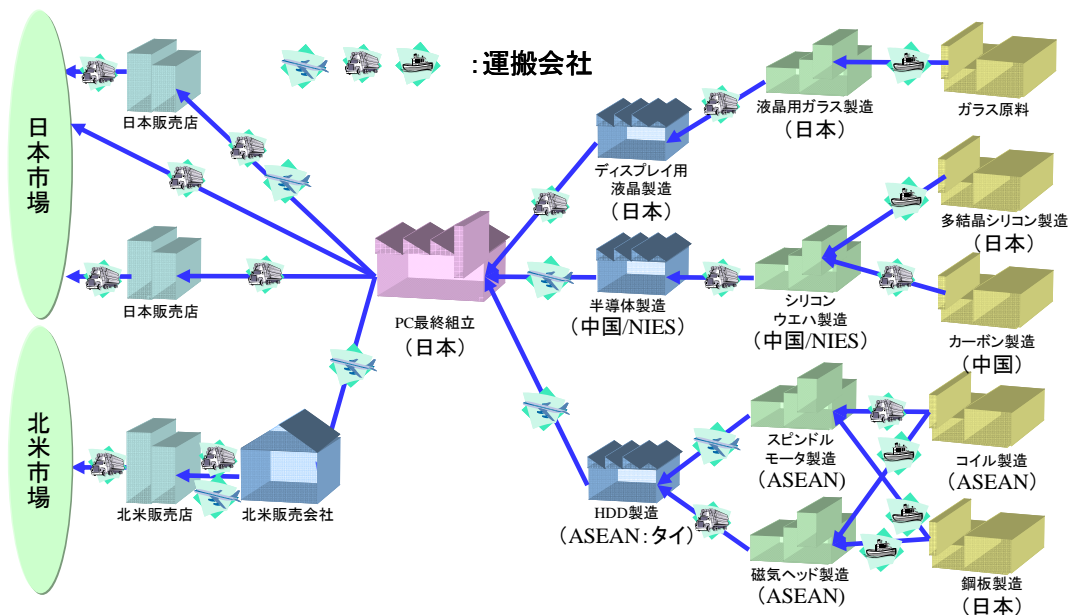 ：運搬会社
日本市場
北米市場
日本販売店
日本販売店
北米販売店
北米販売会社
PC最終組立
（日本）
ディスプレイ用
液晶製造
（日本）
半導体製造
（中国/NIES）
HDD製造
（ASEAN：タイ）
液晶用ガラス製造
（日本）
シリコン
ウエハ製造
（中国/NIES）
スピンドル
モータ製造
（ASEAN）
磁気ヘッド製造
（ASEAN）
ガラス原料
多結晶シリコン製造
（日本）
カーボン製造
（中国）
コイル製造
（ASEAN）
鋼板製造
（日本）